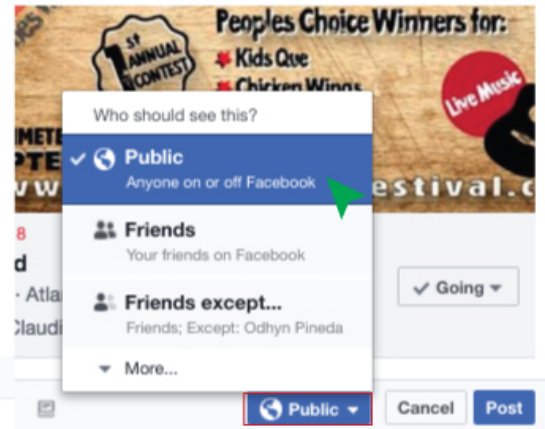 Peoples Choice Winners for:
1st
ANNUAL
CONTEST
Kids Que
Chicken Wings
Live Music
&
estival.c
Who should see this?
Public
Anyone on or off Facebook
Friends
Your friends on Facebook
Friends except...
Friends; Except: Odhyn Pineda
More...
8
d
· Atla
Claudi
Going
Public
Cancel
Post